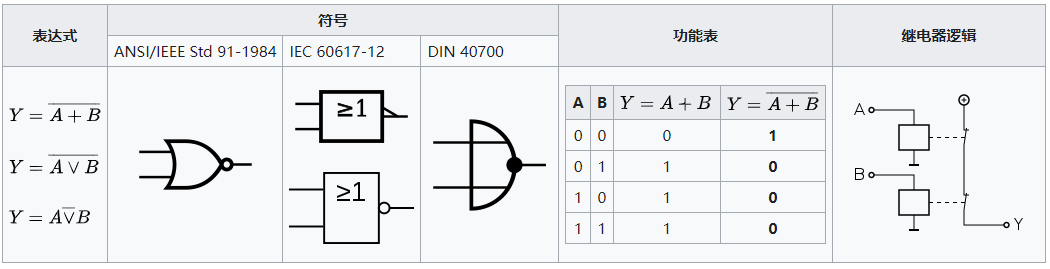 表达式
符号
功能表
继电器逻辑
ANSI/IEEE Std 91-1984
IEC 60617-12
DIN 40700
Y = \overline{A + B}
Y = \overline{A ∨ B}
Y = A \overline{∨} B
≥1
≥1
A B Y = A + B Y = \overline{A + B}
0 0 0 1
0 1 1 0
1 0 1 0
1 1 1 0
A
B
Y